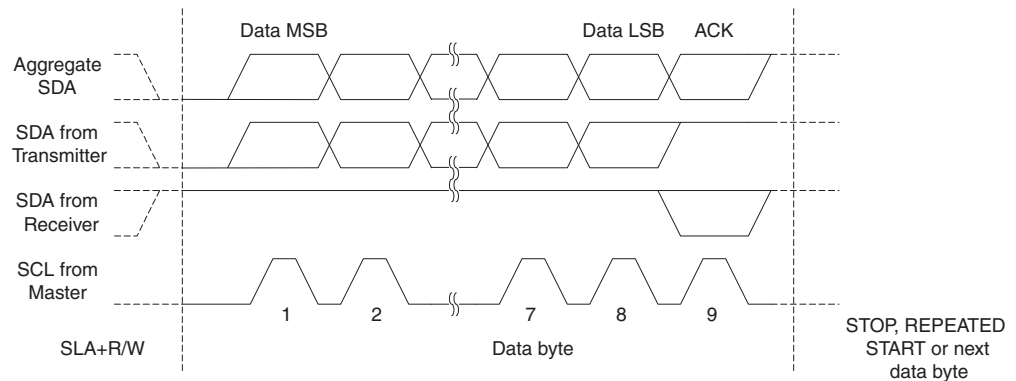 Data MSB
Data LSB
ACK
Aggregate
SDA
SDA from
Transmitter
SDA from
Receiver
SCL from
Master
1
2
7
8
9
SLA+R/W
Data byte
STOP, REPEATED
START or next
data byte